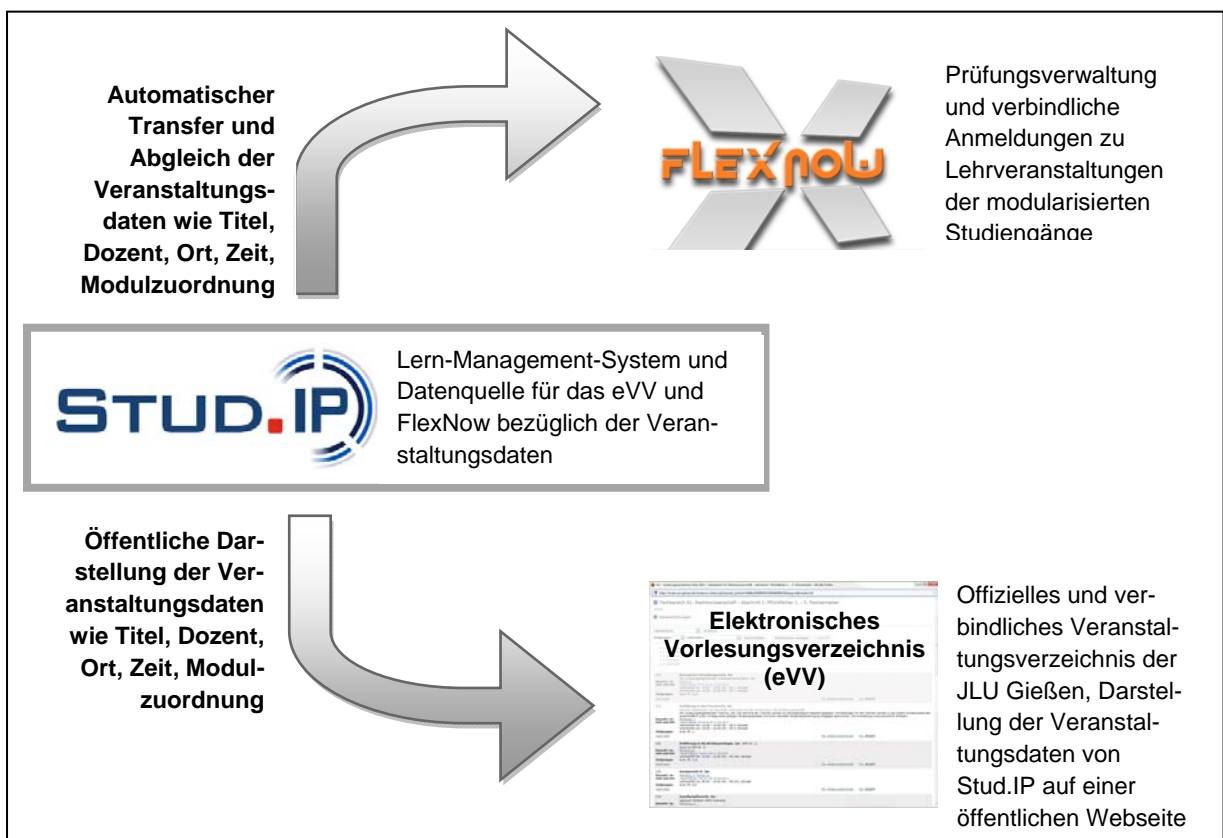 Automatischer
Transfer und
Abgleich der
Veranstaltungs-
daten wie Titel,
Dozent, Ort, Zeit,
Modulzuordnung
FLEXNOW
Prüfungsverwaltung
und verbindliche
Anmeldungen zu
Lehrveranstaltungen
der modularisierten
Studiengänge
STUD.IP
Lern-Management-System und
Datenquelle für das eVV und
FlexNow bezüglich der Veran-
staltungsdaten
Öffentliche Dar-
stellung der Ver-
anstaltungsdaten
wie Titel, Dozent,
Ort, Zeit, Modul-
zuordnung
Elektronisches
Vorlesungsverzeichnis
(eVV)
Offizielles und ver-
bindliches Veranstal-
tungsverzeichnis der
JLU Gießen, Darstel-
lung der Veranstal-
tungsdaten von
Stud.IP auf einer
öffentlichen Webseite